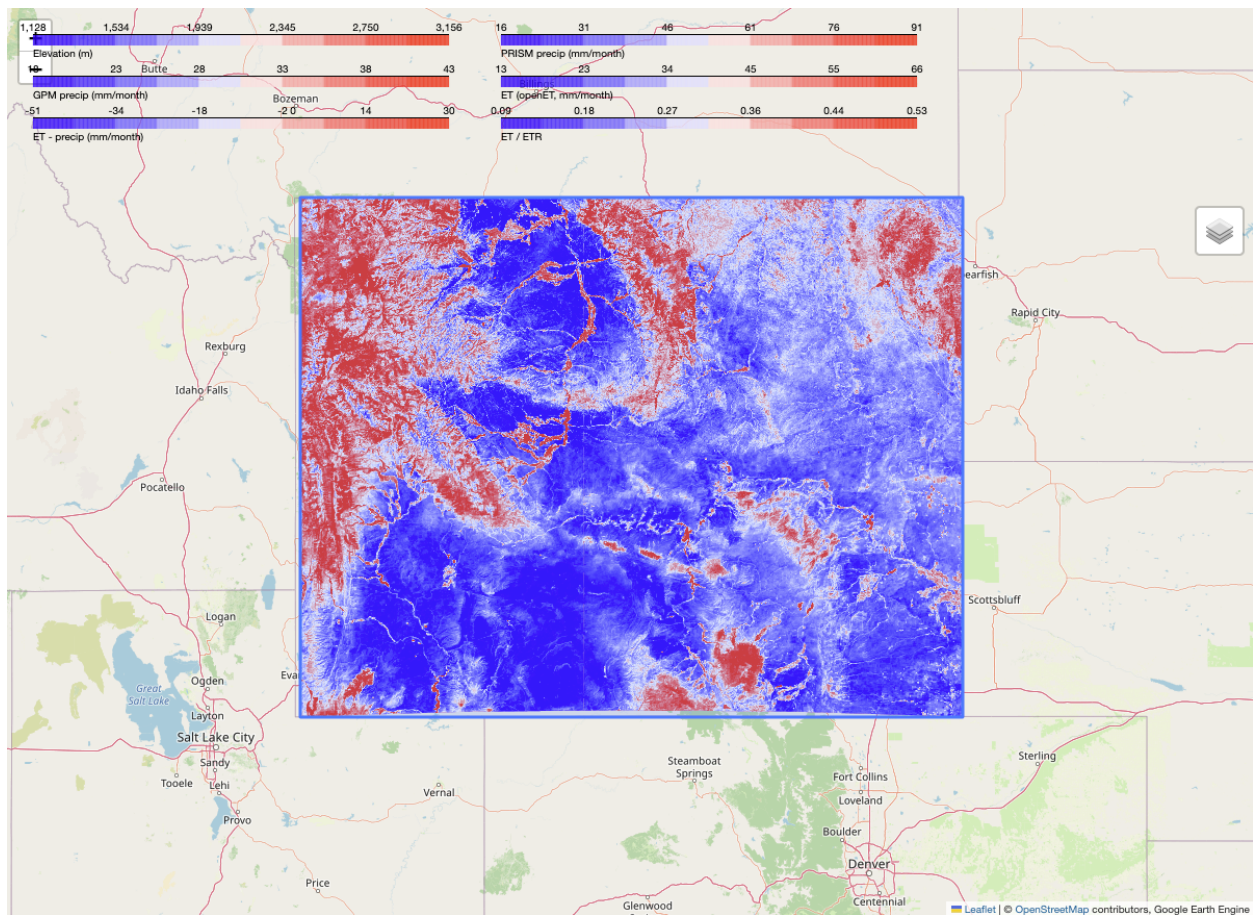 1,128 1,534 1,939 2,345 2,750 3,156
Elevation (m)
16 31 46 61 76 91
PRISM precip (mm/month)
23 28 33 38 43
GPM precip (mm/month)
13 23 34 45 55 66
ET (openET, mm/month)
-51 -34 -18 -2 0 14 30
ET - precip (mm/month)
0.09 0.18 0.27 0.36 0.44 0.53
ET / ETR
Butte
Billings
Bozeman
earfish
Rapid City
Rexburg
Idaho Falls
Pocatello
Scottsbluff
Logan
Eva
Ogden
Great
Salt Lake
Layton
Salt Lake City
Sandy
Tooele
Lehi
Provo
Vernal
Steamboat
Springs
Sterling
Fort Collins
Loveland
Boulder
Denver
Price
Glenwood
Centennial
Leaflet | © OpenStreetMap contributors, Google Earth Engine